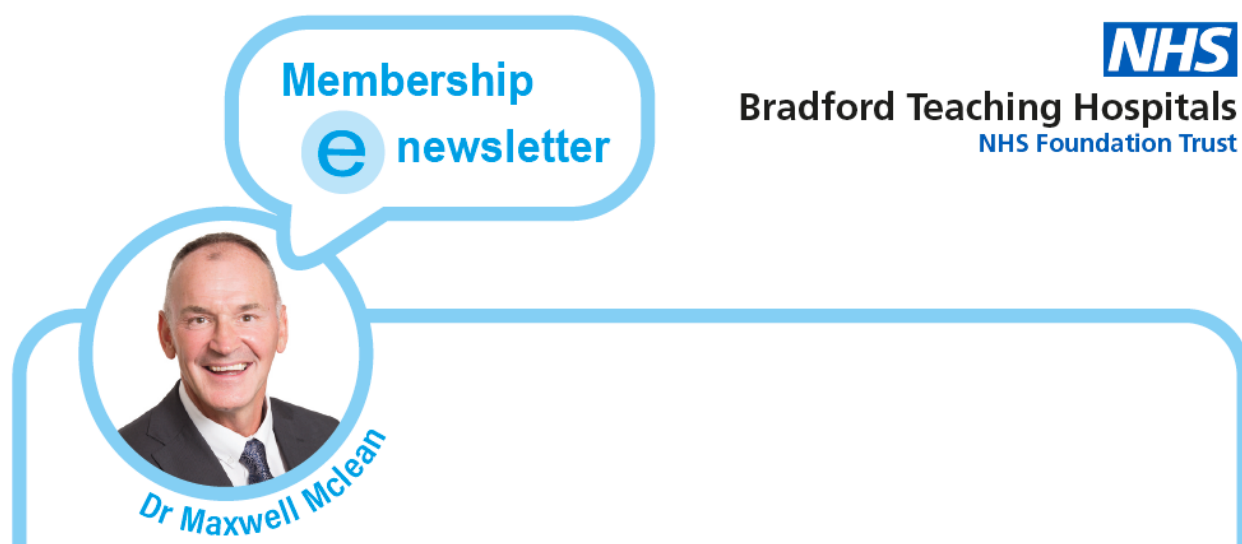 Membership
e newsletter
NHS
Bradford Teaching Hospitals
NHS Foundation Trust
Dr Maxwell Mclean